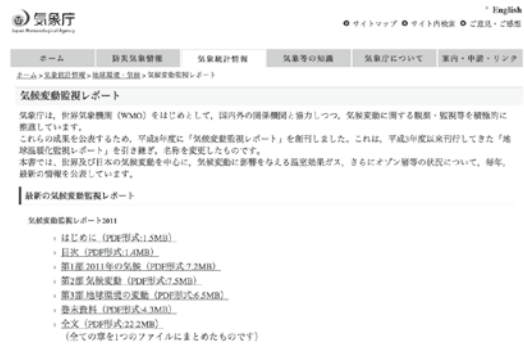 English
気象庁
Japan Meteorological Agency
サイトマップ サイト内検索 ご意見・ご感想
ホーム 防災気象情報 気象統計情報 気象等の知識 気象庁について 案内・申請・リンク
ホーム > 気象統計情報 > 地球環境・気候 > 気候変動監視レポート
気候変動監視レポート
気象庁は、世界気象機関（WMO）をはじめとして、国内外の関係機関と協力しつつ、気候変動に関する観測・監視等を積極的に
推進しています。
これらの成果を公表するため、平成8年度に「気候変動監視レポート」を創刊しました。これは、平成3年度以来刊行してきた「地
球温暖化監視レポート」を引き継ぎ、名称を変更したものです。
本書では、世界及び日本の気候変動を中心に、気候変動に影響を与える温室効果ガス、さらにオゾン層等の状況について、毎年、
最新の情報を公表しています。
最新の気候変動監視レポート
気候変動監視レポート2011
はじめに（PDF形式:1.5MB）
目次（PDF形式:1.4MB）
第1部 2011年の気候（PDF形式:7.2MB）
第2部 気候変動（PDF形式:7.5MB）
第3部 地球環境の変動（PDF形式:6.5MB）
巻末資料（PDF形式:4.3MB）
全文（PDF形式:22.2MB）
（全ての章を1つのファイルにまとめたものです）